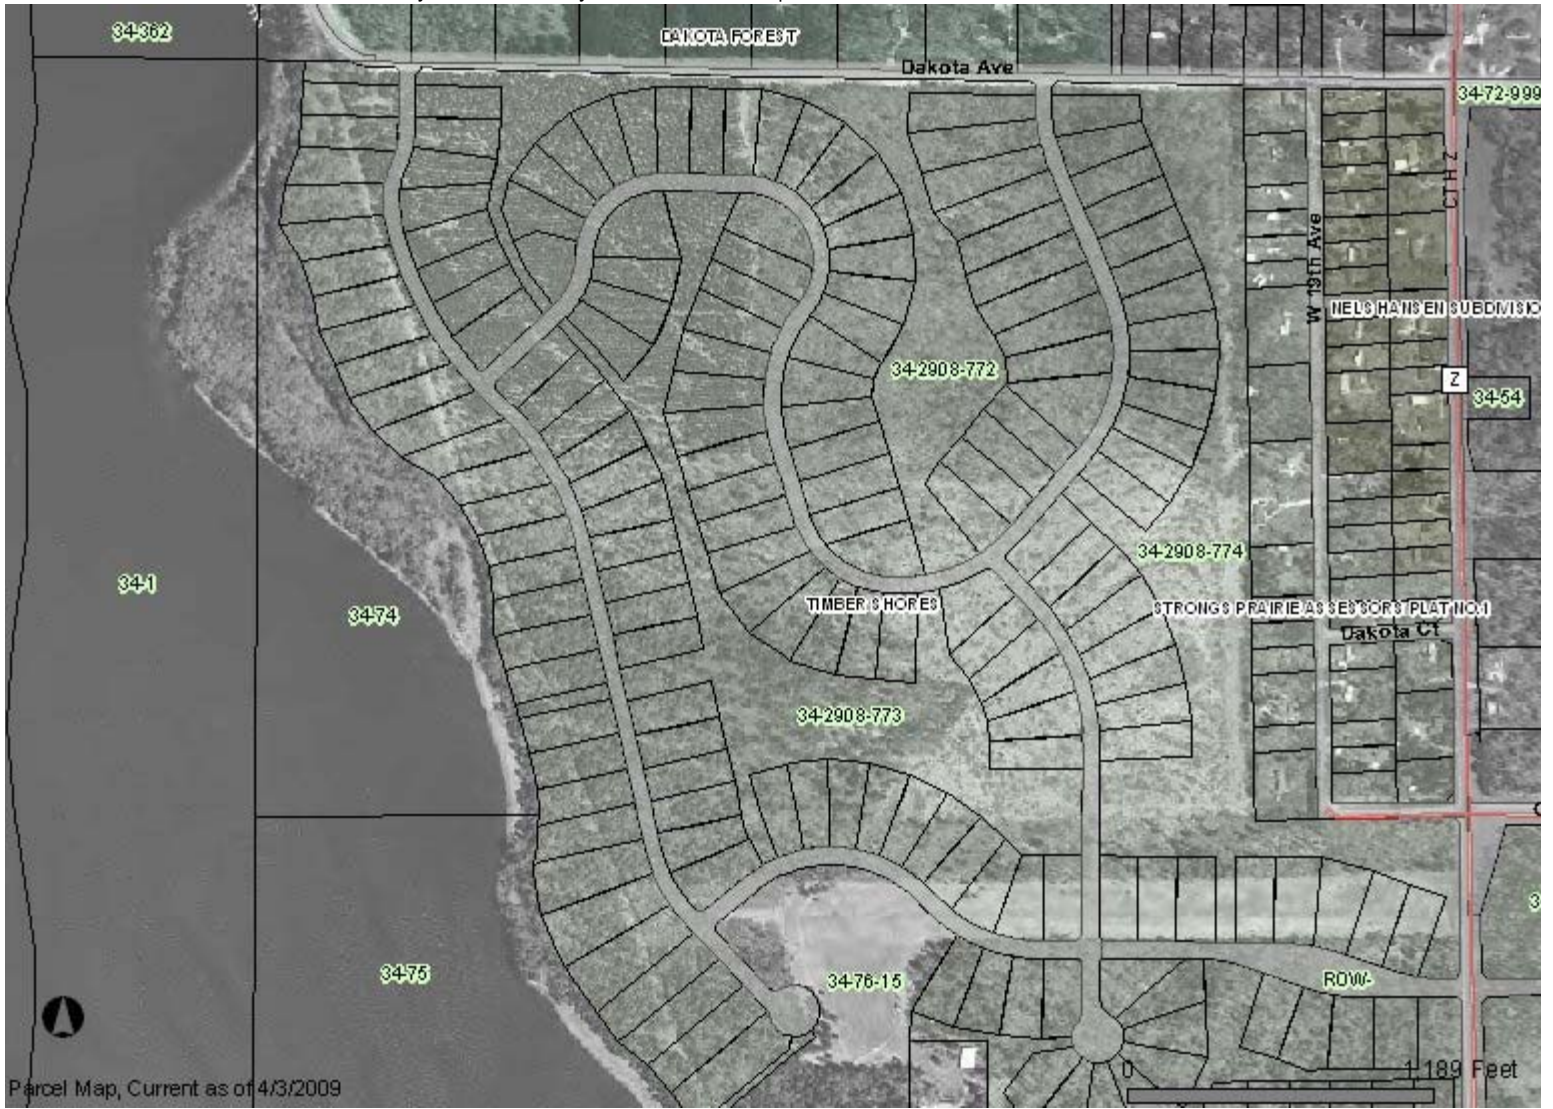 34-362
DAKOTA FOREST
Dakota Ave
34-72-999
CTH Z
W 19th Ave
NELS HANSEN SUBDIVISIO
34-2908-772
Z
34-54
34-2908-774
34-1
34-74
TIMBER SHORES
STRONGS PRAIRIE ASSESSORS PLAT NO.1
Dakota Ct
34-2908-773
34-75
34-76-15
ROW-
0
1189 Feet
Parcel Map, Current as of 4/3/2009